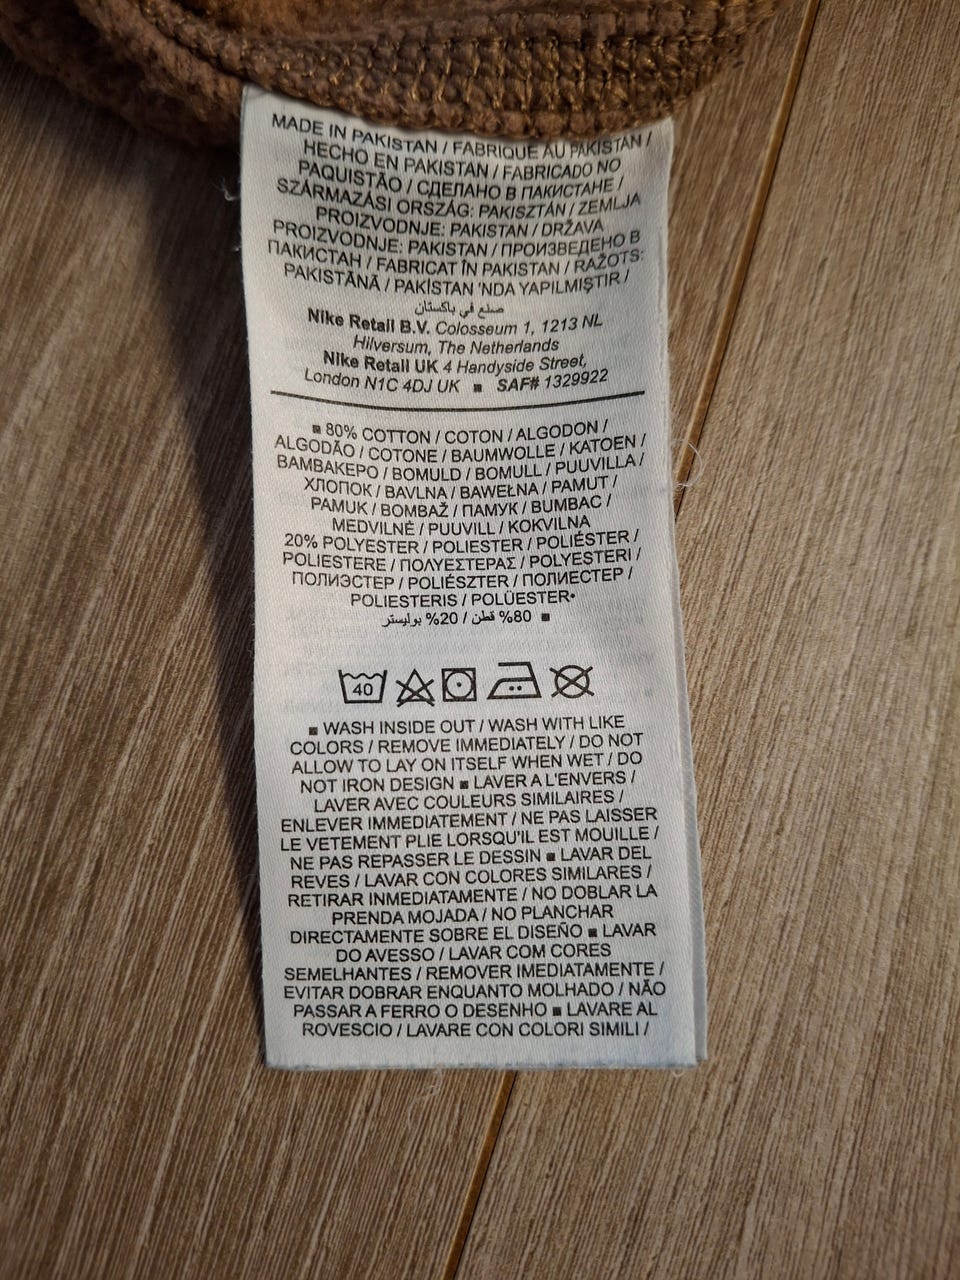 MADE IN PAKISTAN / FABRIQUE AU PAKISTAN /
HECHO EN PAKISTAN / FABRICADO NO
PAQUISTÃO / СДЕЛАНО В ПАКИСТАНЕ /
SZÁRMAZÁSI ORSZÁG: PAKISZTÁN / ZEMLJA
PROIZVODNJE: PAKISTAN / DRŽAVA
PROIZVODNJE: PAKISTAN / ПРОИЗВЕДЕНО В
ПАКИСТАН / FABRICAT ÎN PAKISTAN / RAŽOTS:
PAKISTĀNĀ / PAKİSTAN 'NDA YAPILMIŞTIR /
صنع في باكستان
Nike Retail B.V. Colosseum 1, 1213 NL
Hilversum, The Netherlands
Nike Retail UK 4 Handyside Street,
London N1C 4DJ UK ▪ SAF# 1329922
▪ 80% COTTON / COTON / ALGODON /
ALGODÃO / COTONE / BAUMWOLLE / KATOEN /
ΒΑΜΒΑΚΕΡΟ / BOMULD / BOMULL / PUUVILLA /
ХЛОПОК / BAVLNA / BAWEŁNA / PAMUT /
PAMUK / BOMBAŽ / ПАМУК / BUMBAC /
MEDVILNĖ / PUUVILL / KOKVILNA
20% POLYESTER / POLIESTER / POLIÉSTER /
POLIESTERE / ΠΟΛΥΕΣΤΕΡΑΣ / POLYESTERI /
ПОЛИЭСТЕР / POLIÉSZTER / ПОЛИЕСТЕР /
POLIESTERIS / POLÜESTER•
▪ 80% قطن / 20% بوليستر
40
▪ WASH INSIDE OUT / WASH WITH LIKE
COLORS / REMOVE IMMEDIATELY / DO NOT
ALLOW TO LAY ON ITSELF WHEN WET / DO
NOT IRON DESIGN ▪ LAVER A L'ENVERS /
LAVER AVEC COULEURS SIMILAIRES /
ENLEVER IMMEDIATEMENT / NE PAS LAISSER
LE VETEMENT PLIE LORSQU'IL EST MOUILLE /
NE PAS REPASSER LE DESSIN ▪ LAVAR DEL
REVES / LAVAR CON COLORES SIMILARES /
RETIRAR INMEDIATAMENTE / NO DOBLAR LA
PRENDA MOJADA / NO PLANCHAR
DIRECTAMENTE SOBRE EL DISEÑO ▪ LAVAR
DO AVESSO / LAVAR COM CORES
SEMELHANTES / REMOVER IMEDIATAMENTE /
EVITAR DOBRAR ENQUANTO MOLHADO / NÃO
PASSAR A FERRO O DESENHO ▪ LAVARE AL
ROVESCIO / LAVARE CON COLORI SIMILI /